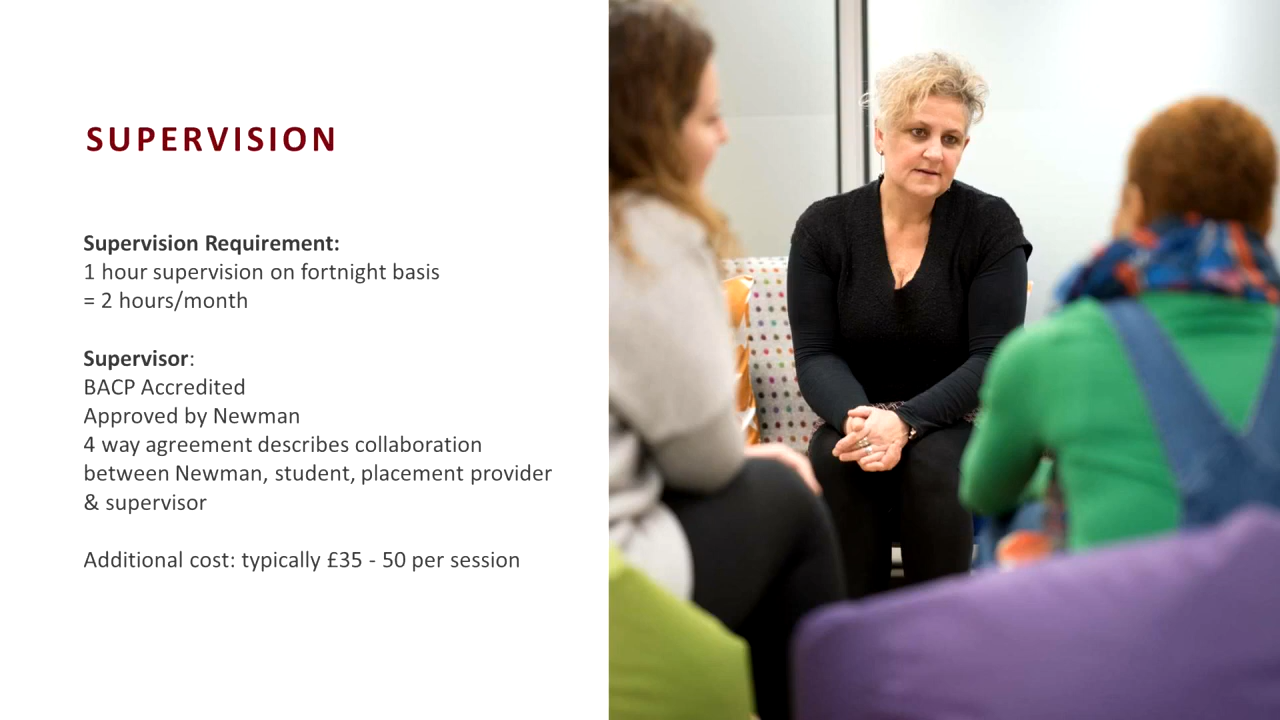 SUPERVISION
Supervision Requirement:
1 hour supervision on fortnight basis
= 2 hours/month
Supervisor:
BACP Accredited
Approved by Newman
4 way agreement describes collaboration
between Newman, student, placement provider
& supervisor
Additional cost: typically £35 - 50 per session